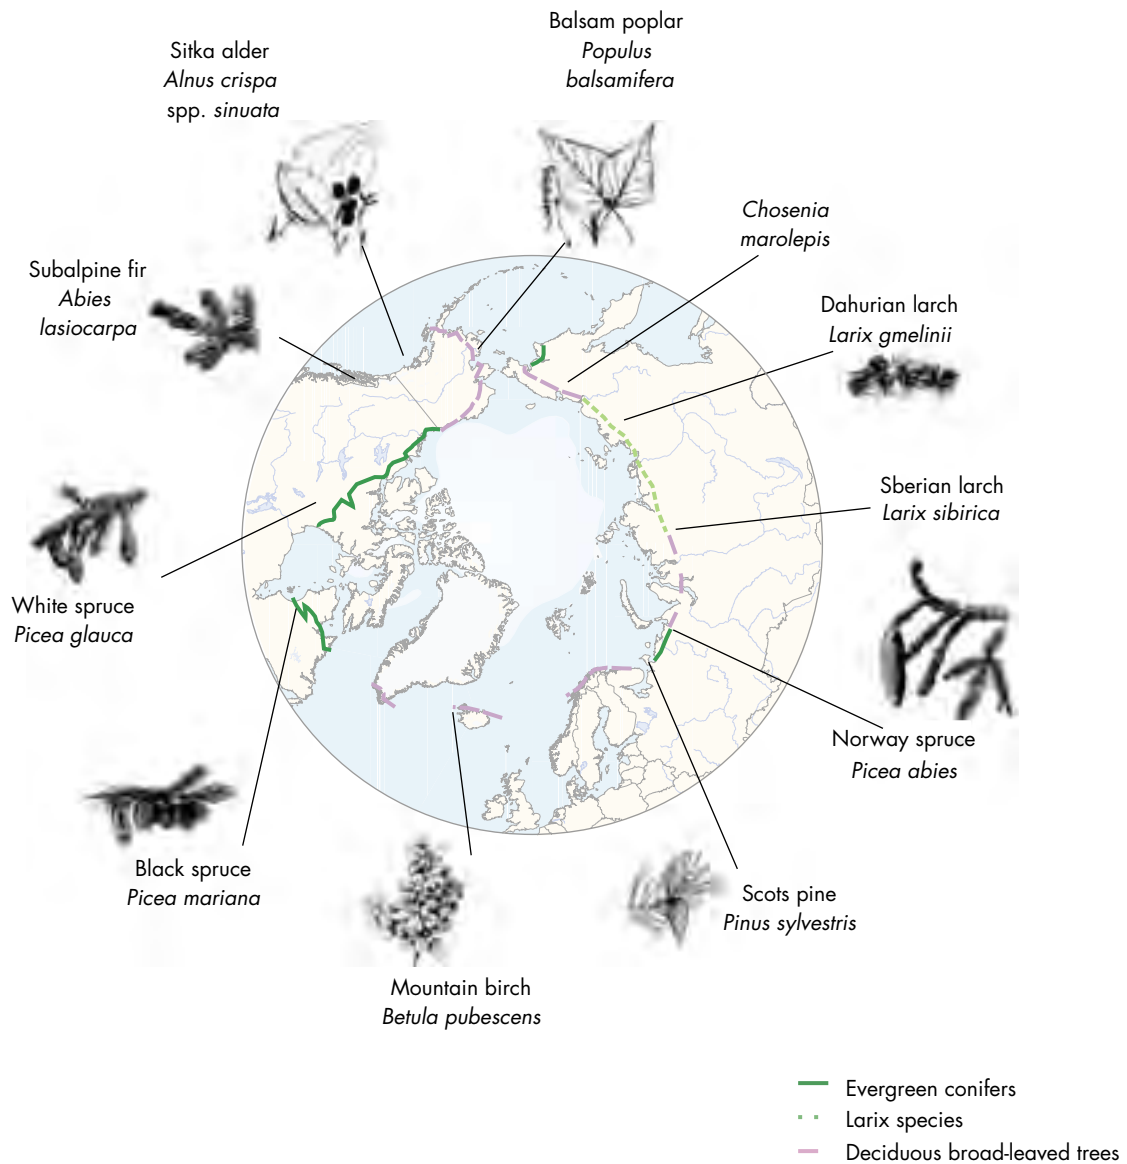 Balsam poplar
Populus
balsamifera
Sitka alder
Alnus crispa
spp. sinuata
Chosenia
marolepis
Subalpine fir
Abies
lasiocarpa
Dahurian larch
Larix gmelinii
Sberian larch
Larix sibirica
White spruce
Picea glauca
Norway spruce
Picea abies
Black spruce
Picea mariana
Scots pine
Pinus sylvestris
Mountain birch
Betula pubescens
Evergreen conifers
Larix species
Deciduous broad-leaved trees